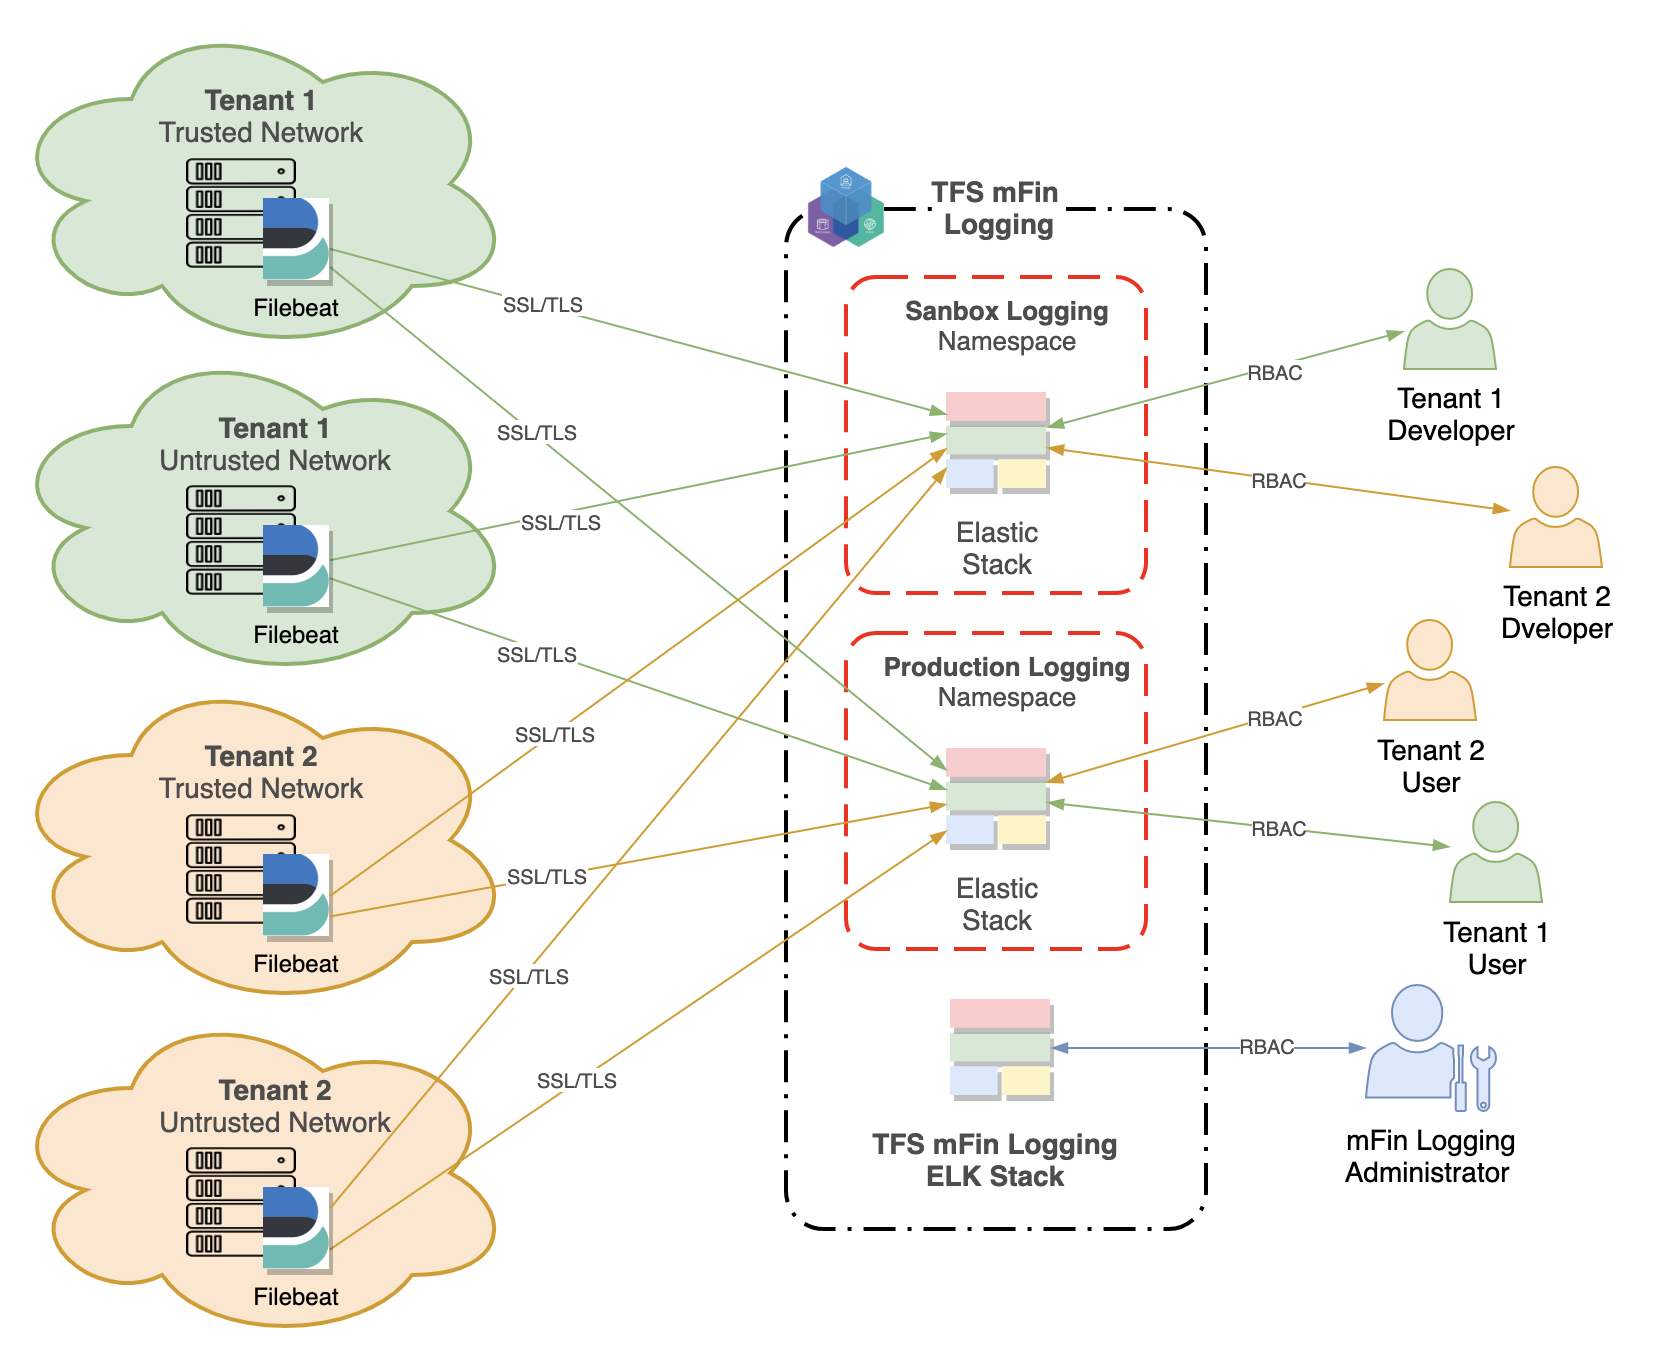 Tenant 1
Trusted Network
Filebeat
Tenant 1
Untrusted Network
Filebeat
Tenant 2
Trusted Network
Filebeat
Tenant 2
Untrusted Network
Filebeat
SSL/TLS
SSL/TLS
SSL/TLS
SSL/TLS
SSL/TLS
SSL/TLS
SSL/TLS
SSL/TLS
TFS mFin
Logging
Sanbox Logging
Namespace
Elastic
Stack
Production Logging
Namespace
Elastic
Stack
TFS mFin Logging
ELK Stack
RBAC
RBAC
RBAC
RBAC
RBAC
Tenant 1
Developer
Tenant 2
Dveloper
Tenant 2
User
Tenant 1
User
mFin Logging
Administrator